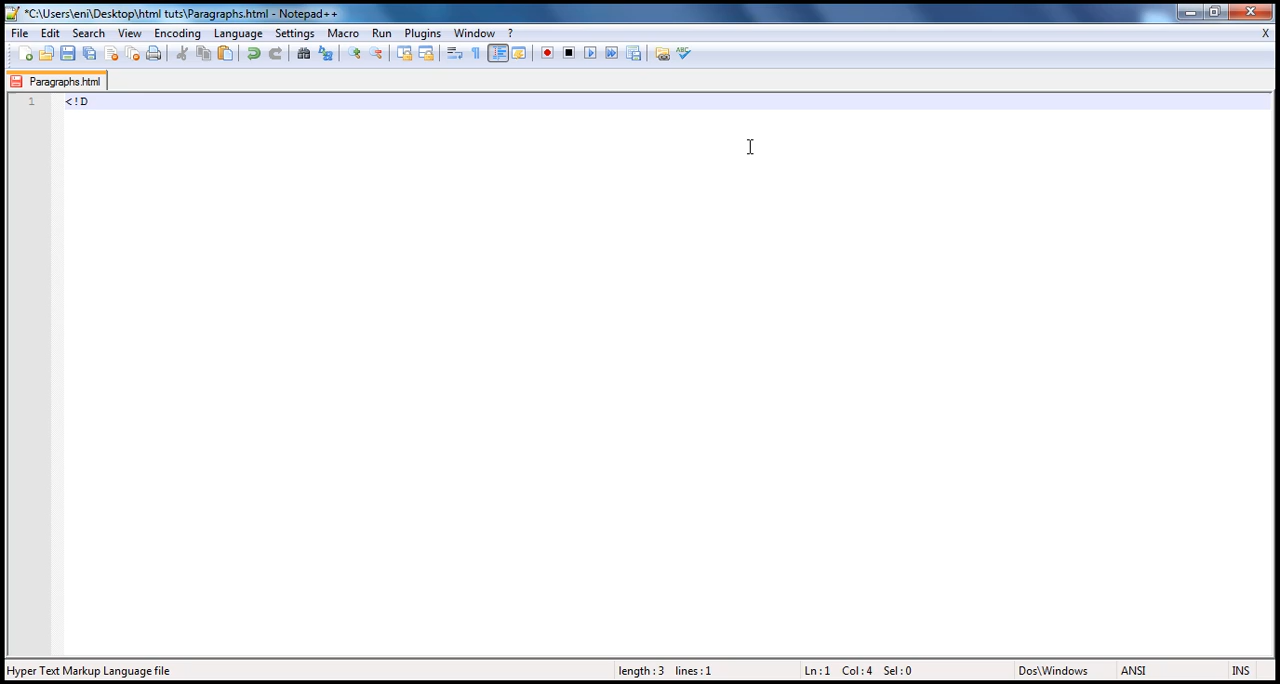 *C:\Users\eni\Desktop\html tuts\Paragraphs.html - Notepad++
File Edit Search View Encoding Language Settings Macro Run Plugins Window ? X
Paragraphs.html
1 <!D
Hyper Text Markup Language file length : 3 lines : 1 Ln : 1 Col : 4 Sel : 0 Dos\Windows ANSI INS